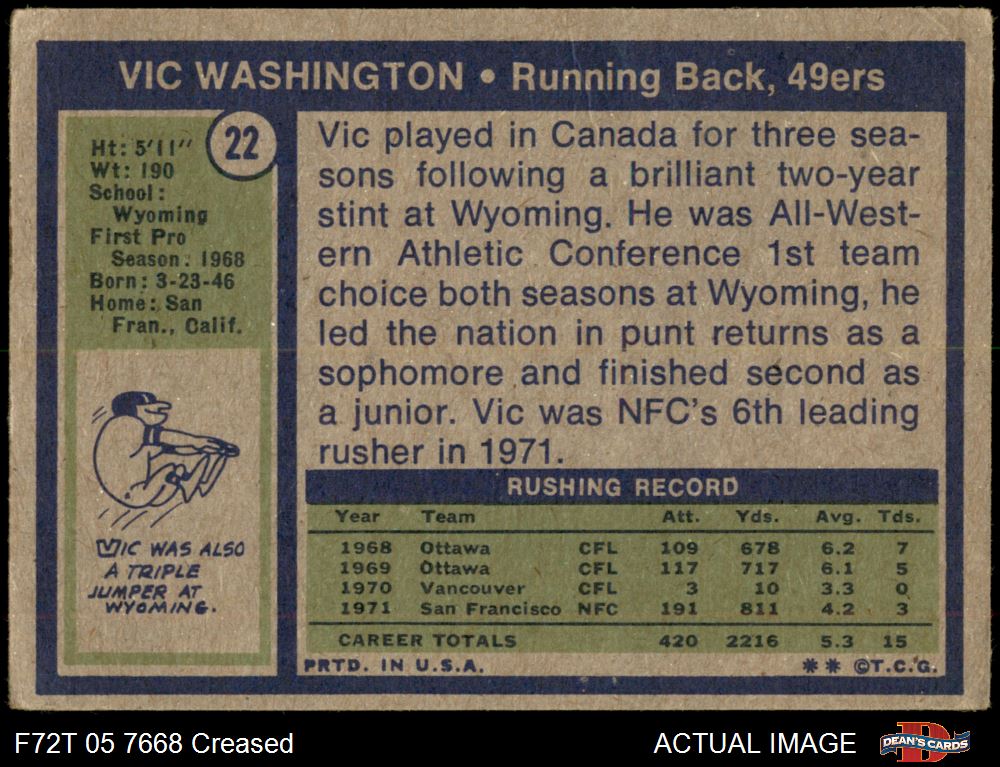 VIC WASHINGTON • Running Back, 49ers
22
Ht: 5'11"
Wt: 190
School:
Wyoming
First Pro
Season. 1968
Born: 3-23-46
Home: San
Fran., Calif.
VIC WAS ALSO
A TRIPLE
JUMPER AT
WYOMING.
Vic played in Canada for three sea-
sons following a brilliant two-year
stint at Wyoming. He was All-West-
ern Athletic Conference 1st team
choice both seasons at Wyoming, he
led the nation in punt returns as a
sophomore and finished second as
a junior. Vic was NFC's 6th leading
rusher in 1971.
RUSHING RECORD
Year Team Att. Yds. Avg. Tds.
1968 Ottawa CFL 109 678 6.2 7
1969 Ottawa CFL 117 717 6.1 5
1970 Vancouver CFL 3 10 3.3 0
1971 San Francisco NFC 191 811 4.2 3
CAREER TOTALS 420 2216 5.3 15
PRTD. IN U.S.A. ** ©T.C.G.
F72T 05 7668 Creased ACTUAL IMAGE
D
DEAN'S CARDS